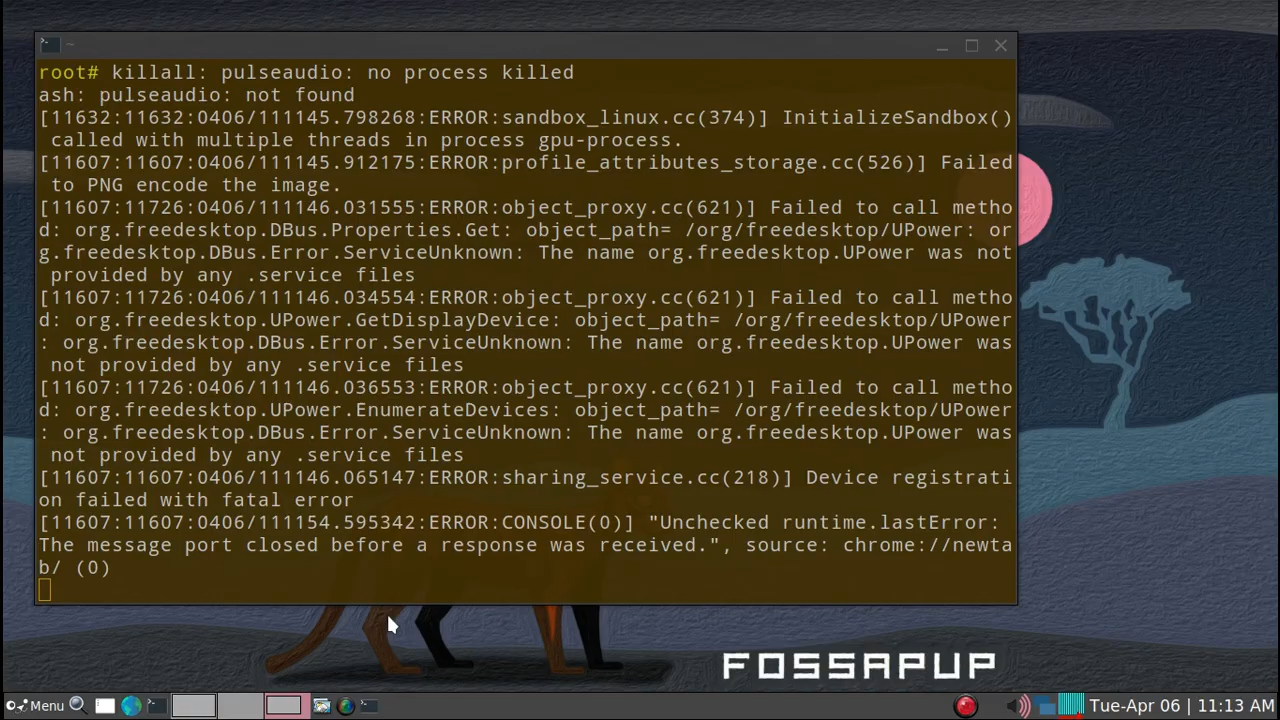 ~
root# killall: pulseaudio: no process killed
ash: pulseaudio: not found
[11632:11632:0406/111145.798268:ERROR:sandbox_linux.cc(374)] InitializeSandbox()
 called with multiple threads in process gpu-process.
[11607:11607:0406/111145.912175:ERROR:profile_attributes_storage.cc(526)] Failed
to PNG encode the image.
[11607:11726:0406/111146.031555:ERROR:object_proxy.cc(621)] Failed to call metho
d: org.freedesktop.DBus.Properties.Get: object_path= /org/freedesktop/UPower: or
g.freedesktop.DBus.Error.ServiceUnknown: The name org.freedesktop.UPower was not
 provided by any .service files
[11607:11726:0406/111146.034554:ERROR:object_proxy.cc(621)] Failed to call metho
d: org.freedesktop.UPower.GetDisplayDevice: object_path= /org/freedesktop/UPower
: org.freedesktop.DBus.Error.ServiceUnknown: The name org.freedesktop.UPower was
 not provided by any .service files
[11607:11726:0406/111146.036553:ERROR:object_proxy.cc(621)] Failed to call metho
d: org.freedesktop.UPower.EnumerateDevices: object_path= /org/freedesktop/UPower
: org.freedesktop.DBus.Error.ServiceUnknown: The name org.freedesktop.UPower was
 not provided by any .service files
[11607:11607:0406/111146.065147:ERROR:sharing_service.cc(218)] Device registrati
on failed with fatal error
[11607:11607:0406/111154.595342:ERROR:CONSOLE(0)] "Unchecked runtime.lastError:
The message port closed before a response was received.", source: chrome://newta
b/ (0)
FOSSAPUP
Menu
Tue-Apr 06 | 11:13 AM